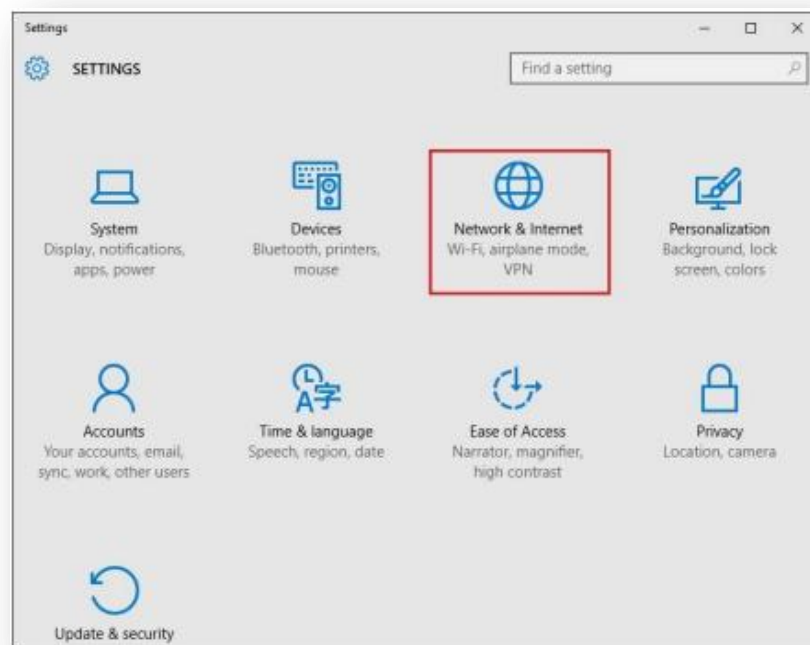 Settings
SETTINGS
Find a setting
System
Display, notifications,
apps, power
Devices
Bluetooth, printers,
mouse
Network & Internet
Wi-Fi, airplane mode,
VPN
Personalization
Background, lock
screen, colors
Accounts
Your accounts, email,
sync, work, other users
Time & language
Speech, region, date
A字
Ease of Access
Narrator, magnifier,
high contrast
Privacy
Location, camera
Update & security